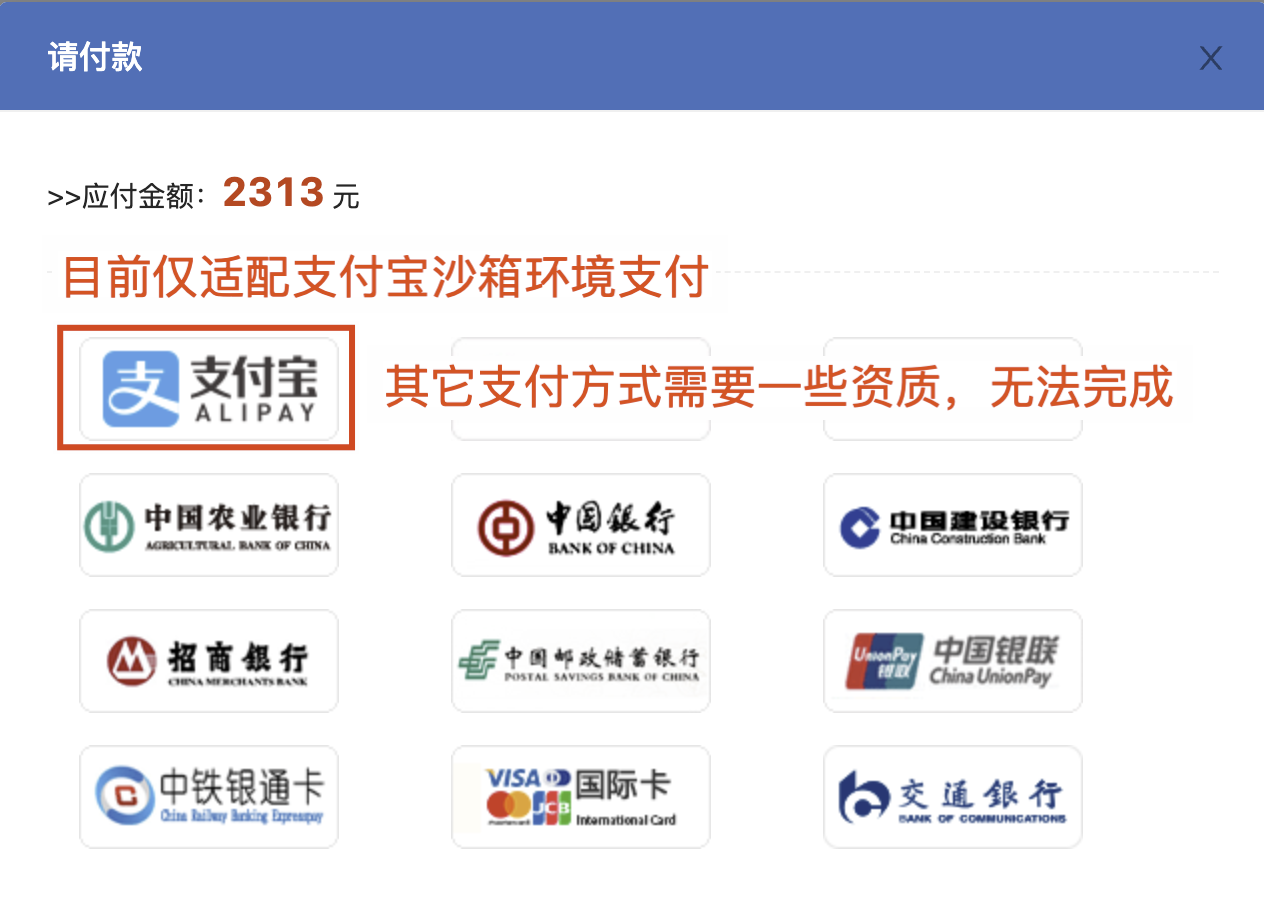 请付款
>>应付金额：2313 元
目前仅适配支付宝沙箱环境支付
支 支付宝
ALIPAY
其它支付方式需要一些资质，无法完成
中国农业银行
AGRICULTURAL BANK OF CHINA
中国銀行
BANK OF CHINA
中国建设银行
China Construction Bank
招商银行
CHINA MERCHANTS BANK
中国邮政储蓄银行
POSTAL SAVINGS BANK OF CHINA
UnionPay
银联
中国银联
China UnionPay
中铁银通卡
China Railway Banking Expresspay
VISA
mastercard
JCB
国际卡
International Card
交通銀行
BANK OF COMMUNICATIONS